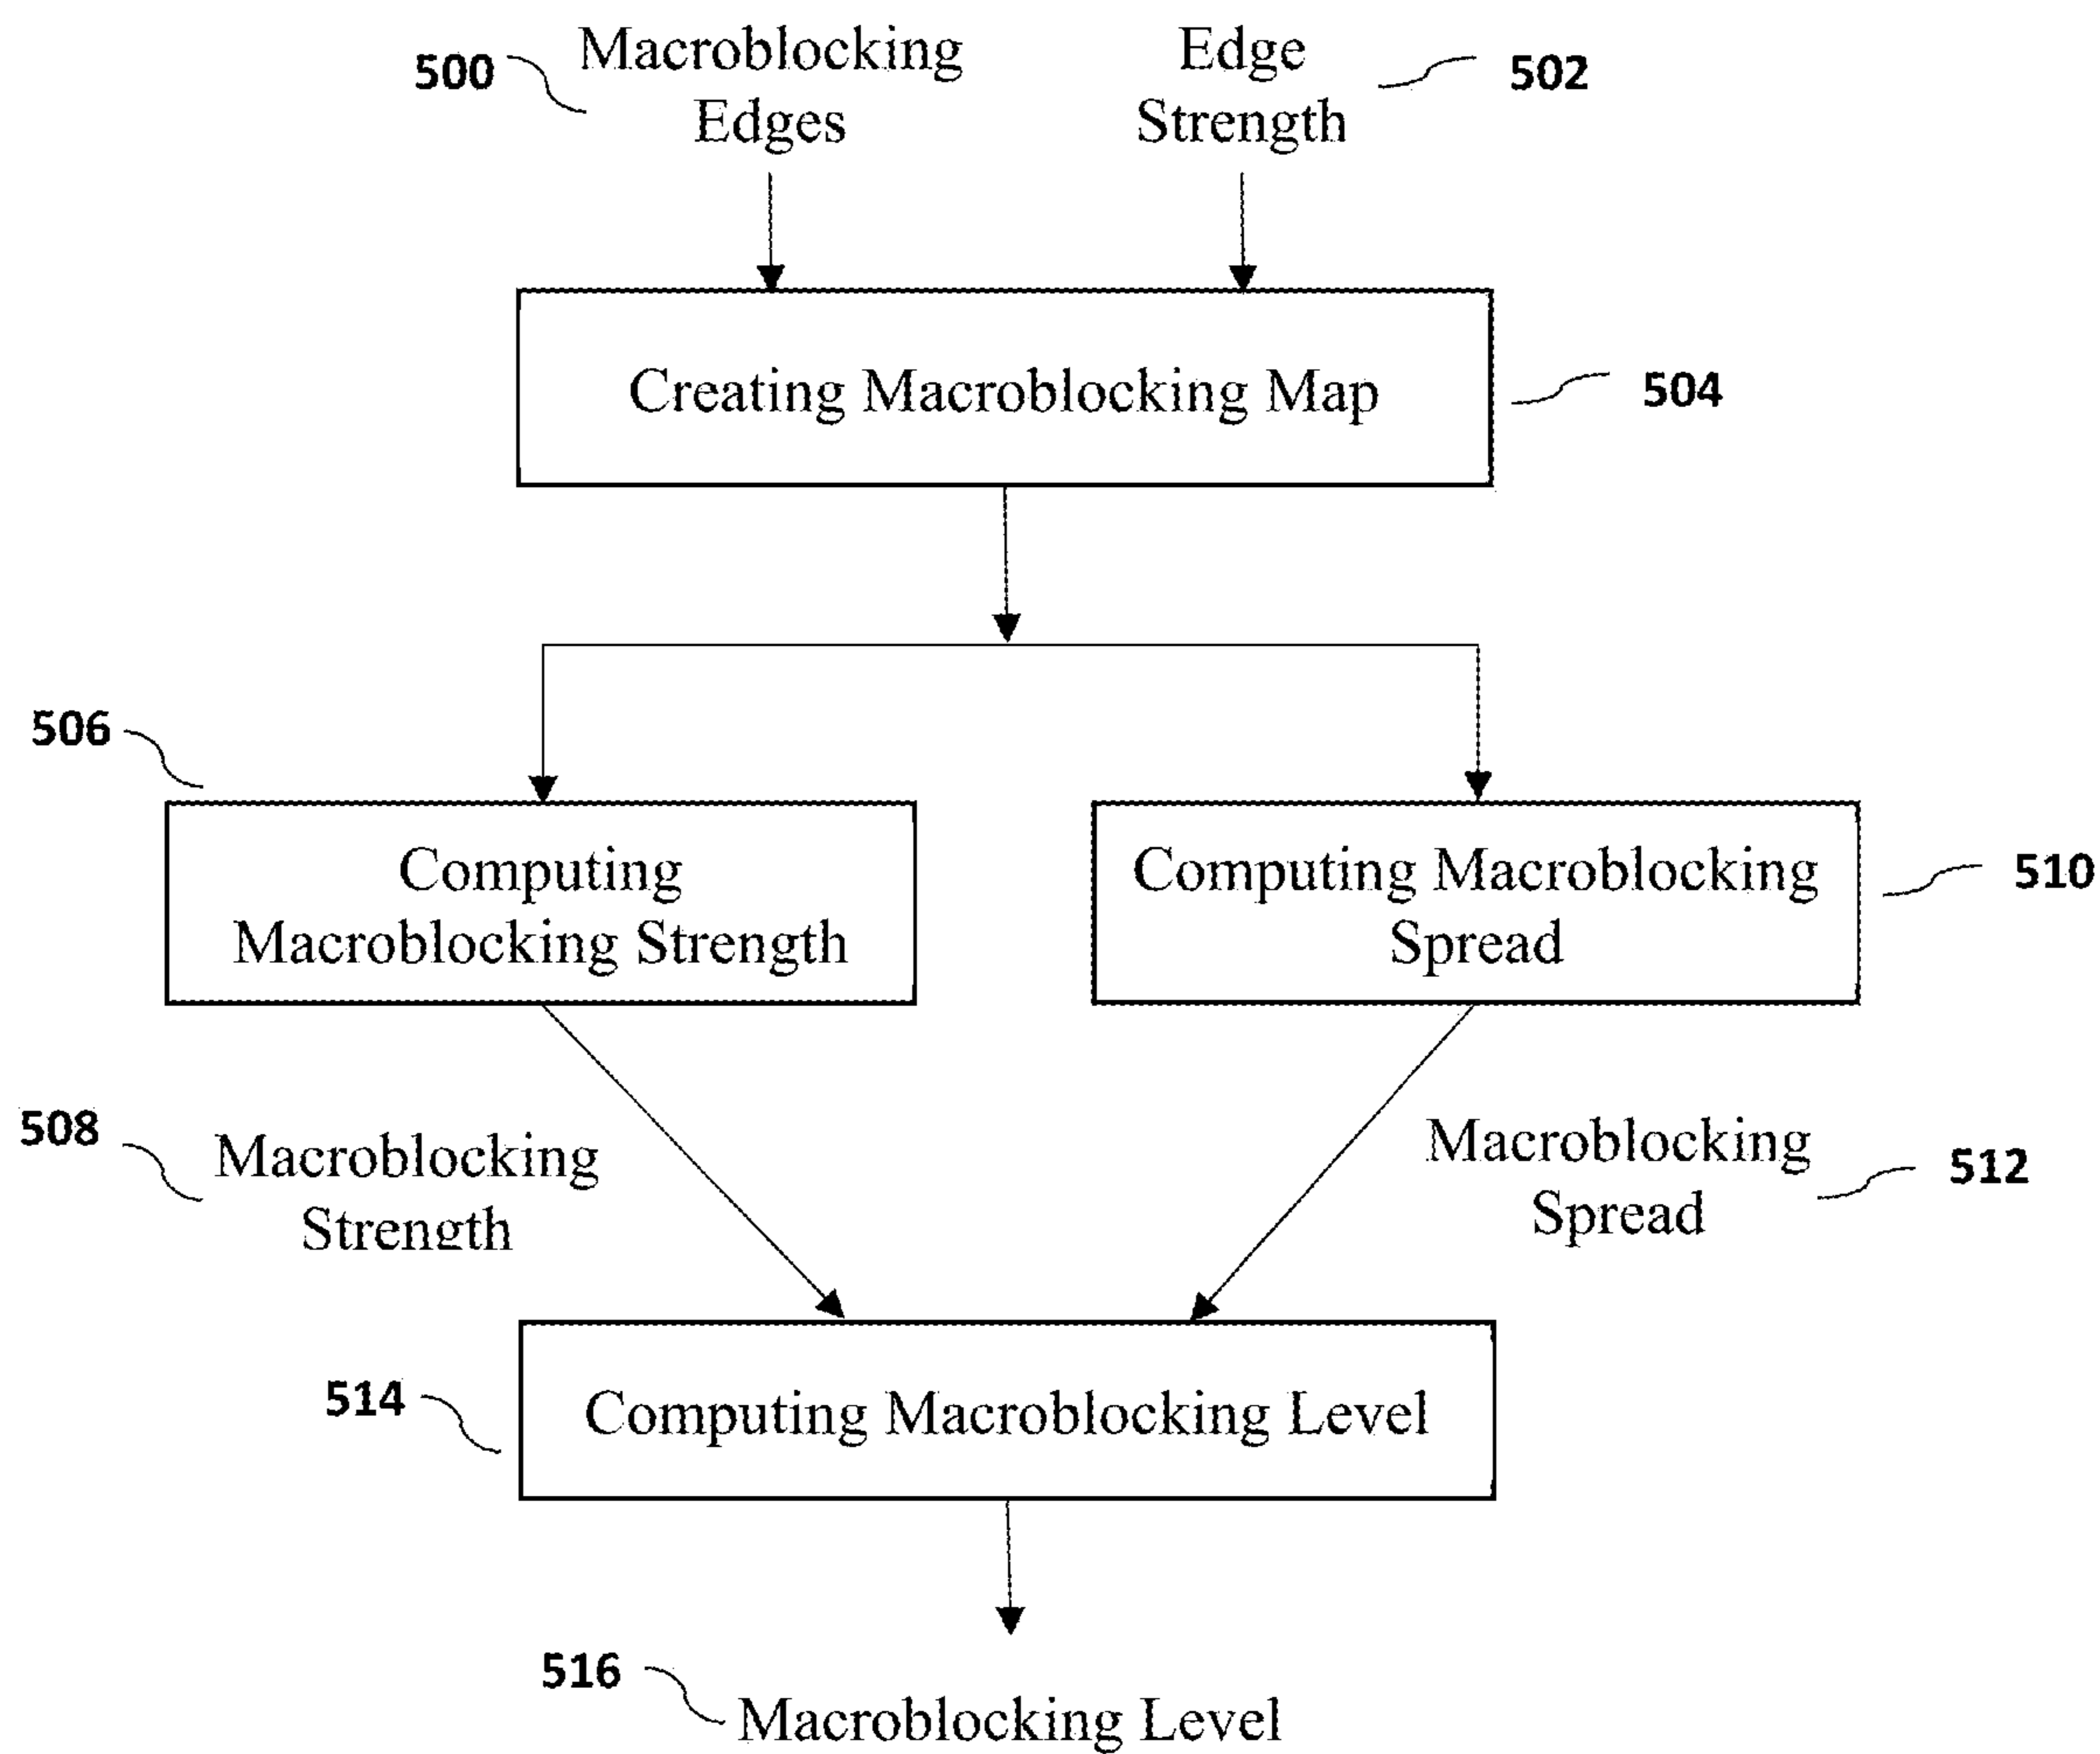 500
Macroblocking
Edges
Edge
Strength
502
Creating Macroblocking Map
504
506
Computing
Macroblocking Strength
Computing Macroblocking
Spread
510
508
Macroblocking
Strength
Macroblocking
Spread
512
514
Computing Macroblocking Level
516
Macroblocking Level